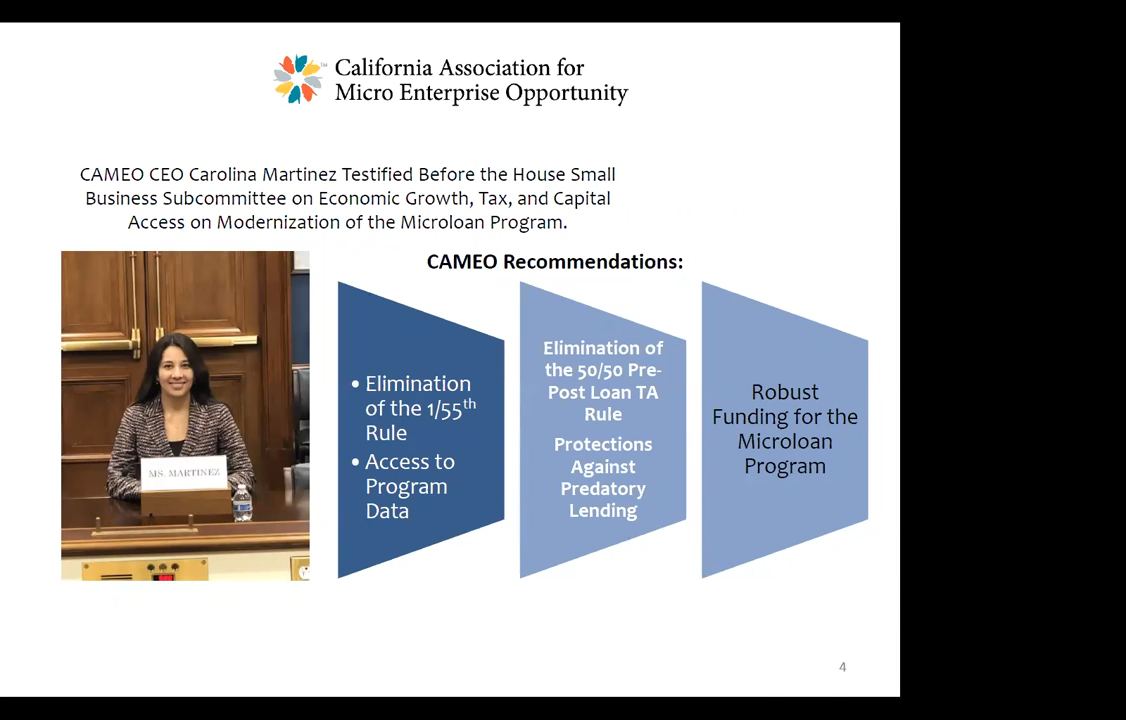 California Association for
Micro Enterprise Opportunity
CAMEO CEO Carolina Martinez Testified Before the House Small
Business Subcommittee on Economic Growth, Tax, and Capital
Access on Modernization of the Microloan Program.
CAMEO Recommendations:
• Elimination
of the 1/55th
Rule
• Access to
Program
Data
Elimination of
the 50/50 Pre-
Post Loan TA
Rule
Protections
Against
Predatory
Lending
Robust
Funding for the
Microloan
Program
MS. MARTINEZ
4